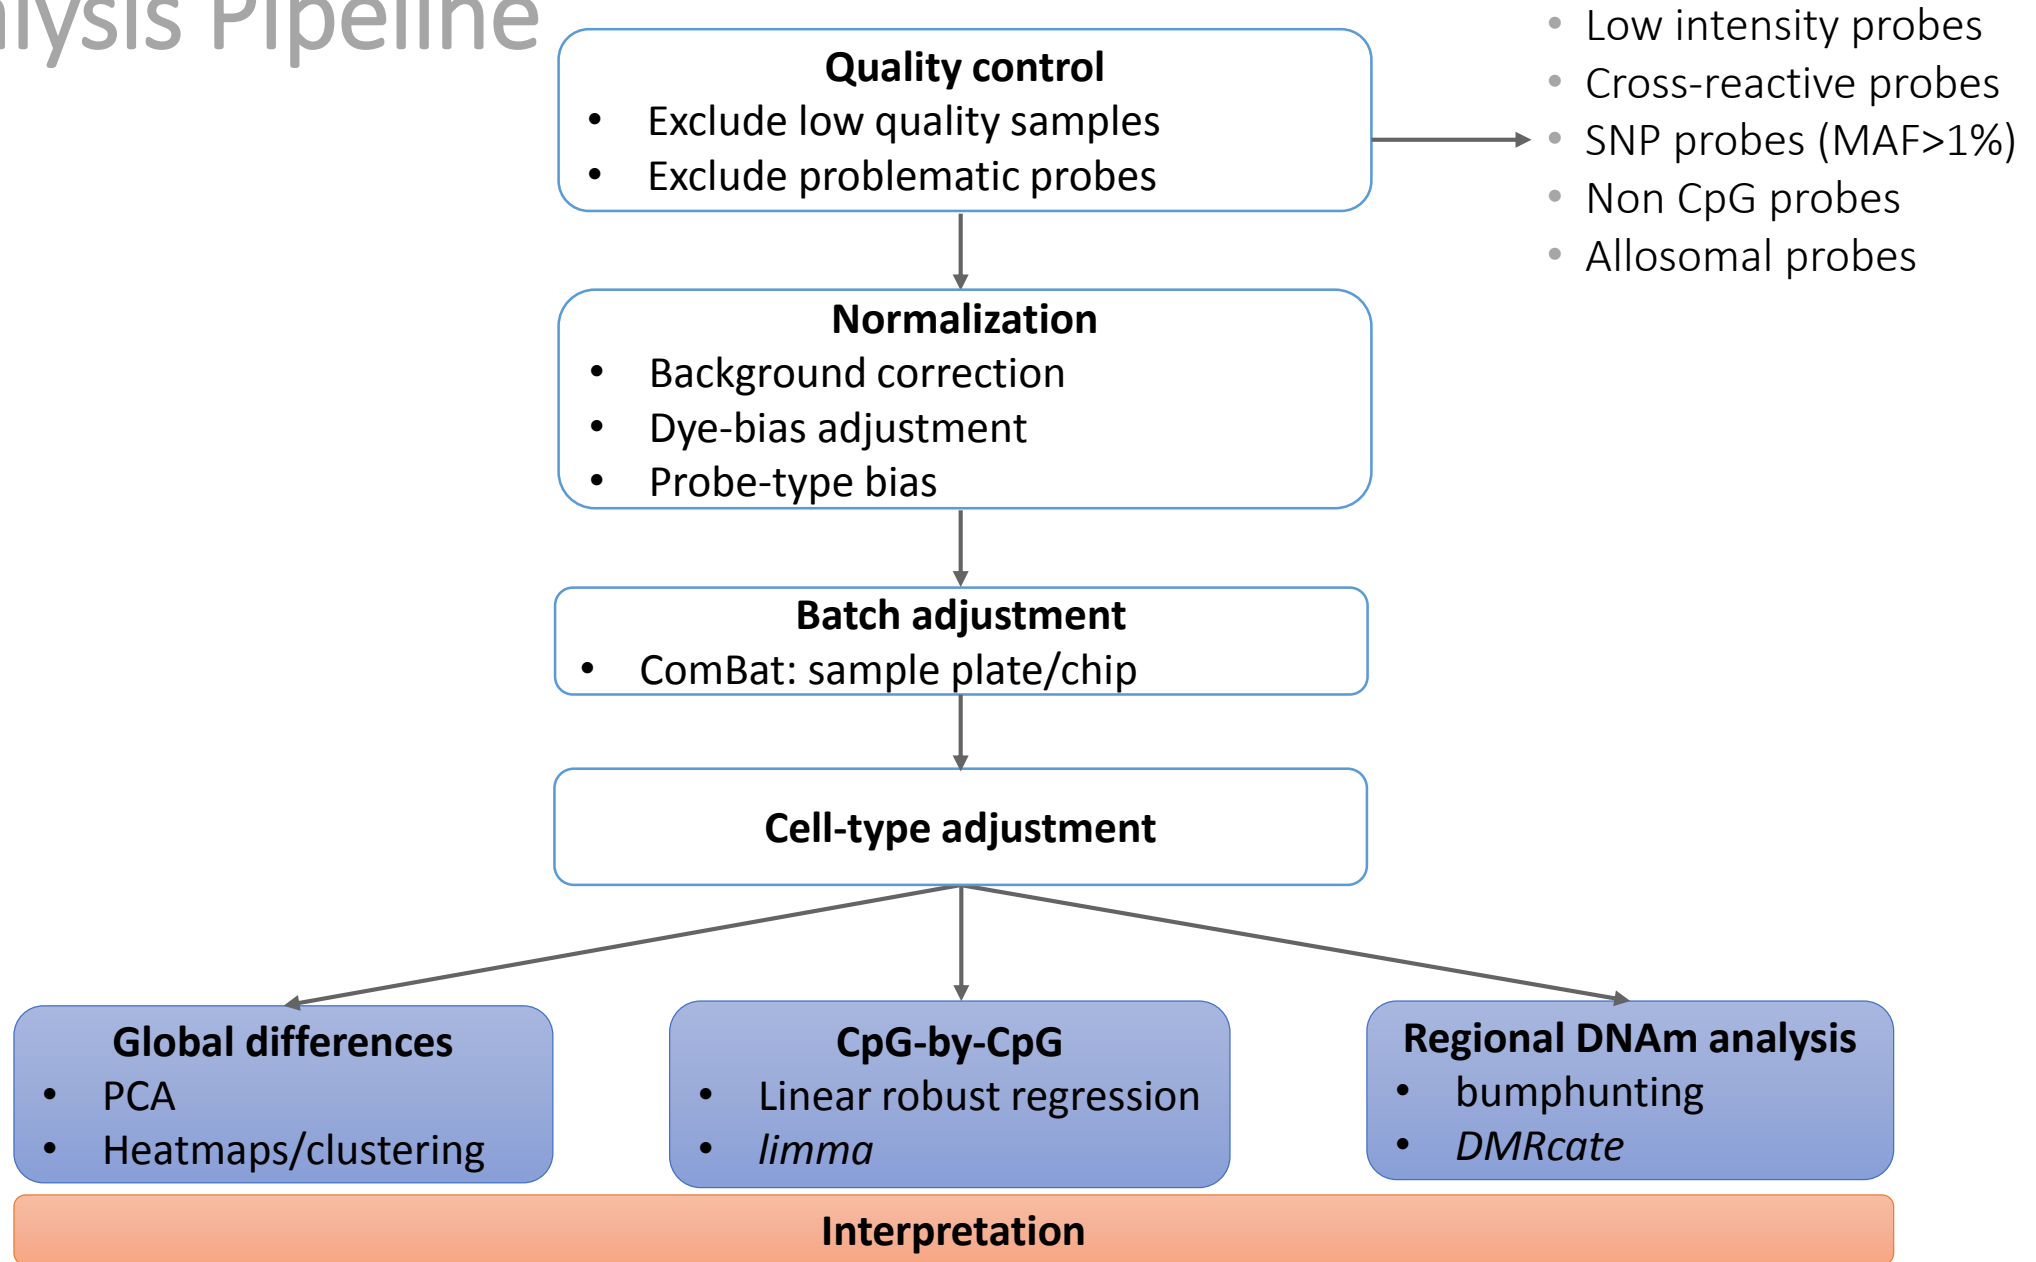 Pipeline
Quality control
• Exclude low quality samples
• Exclude problematic probes
• Low intensity probes
• Cross-reactive probes
• SNP probes (MAF>1%)
• Non CpG probes
• Allosomal probes
Normalization
• Background correction
• Dye-bias adjustment
• Probe-type bias
Batch adjustment
• ComBat: sample plate/chip
Cell-type adjustment
Global differences
• PCA
• Heatmaps/clustering
CpG-by-CpG
• Linear robust regression
• limma
Regional DNAm analysis
• bumphunting
• DMRcate
Interpretation